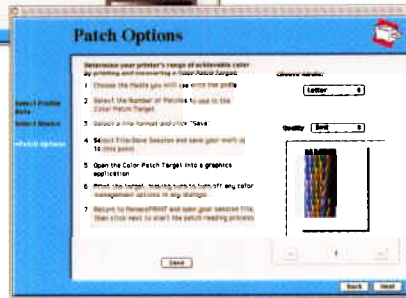 Patch Options
Determine your printer's range of achievable color
by printing and measuring a Color Patch Target.
1 Choose the Media you will use
2 Select the Number of Patches to use in the
Color Patch Target.
3 Select a File Format and click "Save"
4 Select File:Save Session and save your work up
to this point.
5 Open the Color Patch Target into a graphics
application
6 Print the target, making sure to turn off any color
management options in any dialogs.
7 Return to and save your session file,
then click next to start the patch reading process.
Save
Select Profile
Data
Select Device
Patch Options
Letter
Quality Best
1
Back Next